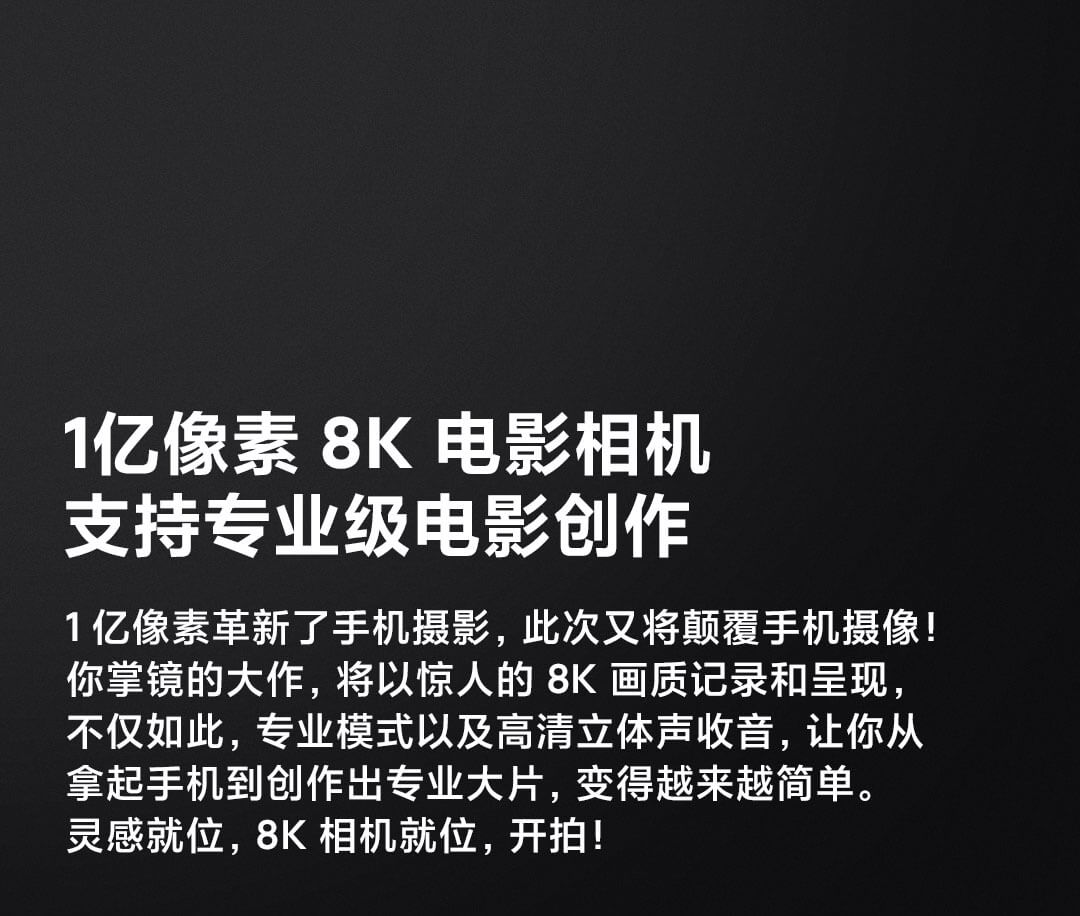 1亿像素 8K 电影相机
支持专业级电影创作
1 亿像素革新了手机摄影，此次又将颠覆手机摄像！
你掌镜的大作，将以惊人的 8K 画质记录和呈现，
不仅如此，专业模式以及高清立体声收音，让你从
拿起手机到创作出专业大片，变得越来越简单。
灵感就位，8K 相机就位，开拍！